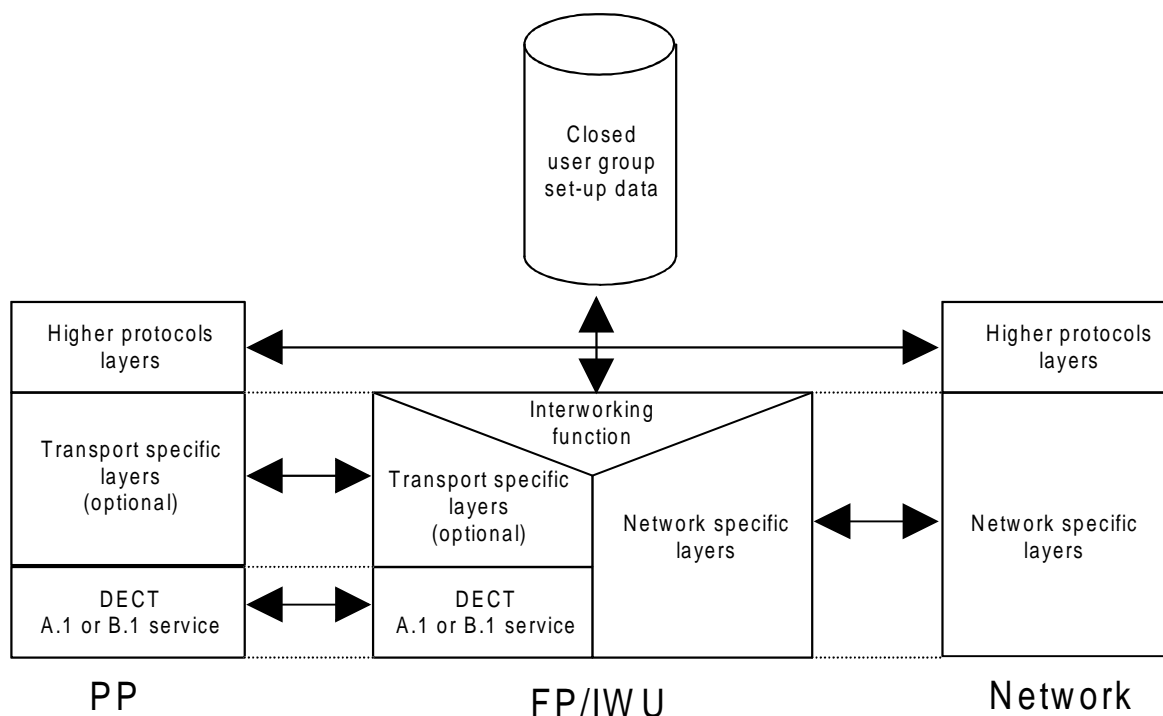 Closed
user group
set-up data
Higher protocols
layers
Higher protocols
layers
Interworking
function
Transport specific
layers
(optional)
Transport specific
layers
(optional)
Network specific
layers
Network specific
layers
DECT
A.1 or B.1 service
DECT
A.1 or B.1 service
PP
FP/IWU
Network